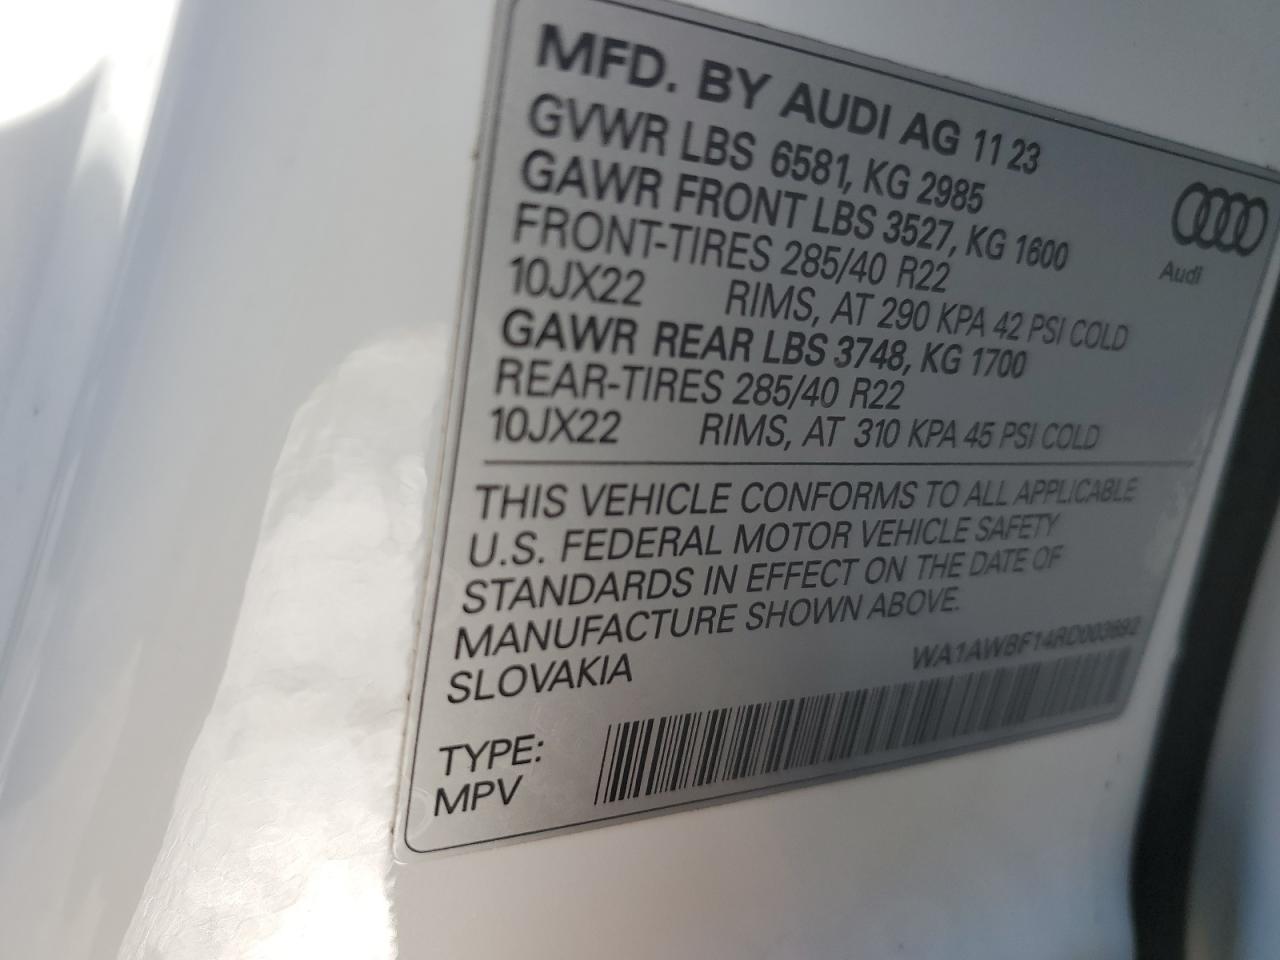 MFD. BY AUDI AG 11 23
GVWR LBS 6581, KG 2985
GAWR FRONT LBS 3527, KG 1600
FRONT-TIRES 285/40 R22
10JX22 RIMS, AT 290 KPA 42 PSI COLD
GAWR REAR LBS 3748, KG 1700
REAR-TIRES 285/40 R22
10JX22 RIMS, AT 310 KPA 45 PSI COLD
Audi
THIS VEHICLE CONFORMS TO ALL APPLICABLE
U.S. FEDERAL MOTOR VEHICLE SAFETY
STANDARDS IN EFFECT ON THE DATE OF
MANUFACTURE SHOWN ABOVE.
SLOVAKIA
TYPE:
MPV